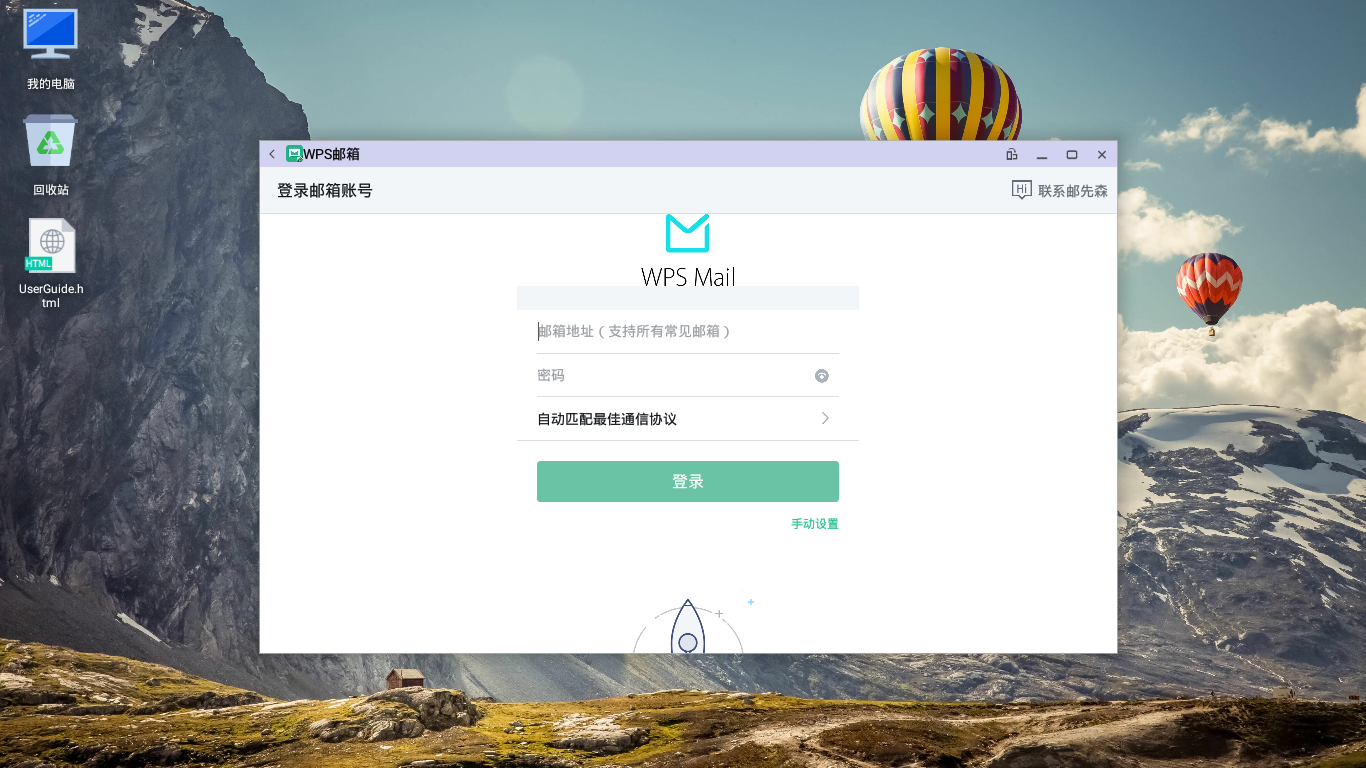 我的电脑
回收站
HTML
UserGuide.h
tml
WPS邮箱
登录邮箱账号
Hi 联系邮先森
WPS Mail
邮箱地址（支持所有常见邮箱）
密码
自动匹配最佳通信协议
登录
手动设置